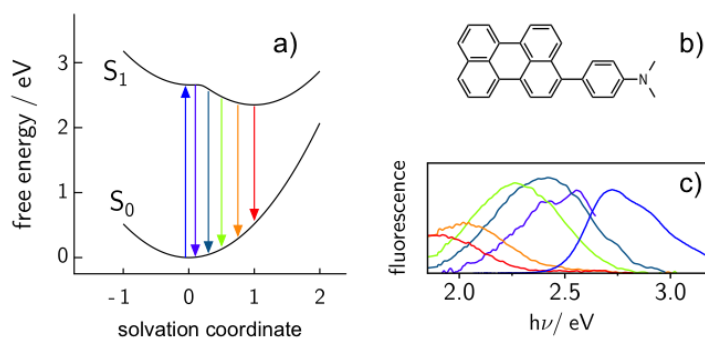 a)
free energy / eV
3
2
1
0
S1
S0
- 1
0
1
2
solvation coordinate
b)
N
c)
fluorescence
2.0
2.5
3.0
hν/ eV